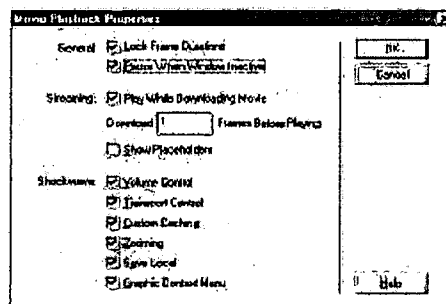 Movie Playback Properties
General: Lock Frame Durations
Pause When Window Inactive
Streaming: Play While Downloading Movie
Download 1 Frames Before Playing
Show Placeholders
Shockwave: Volume Control
Transport Control
Custom Caching
Zooming
Save Local
Graphic Context Menu
OK
Cancel
Help